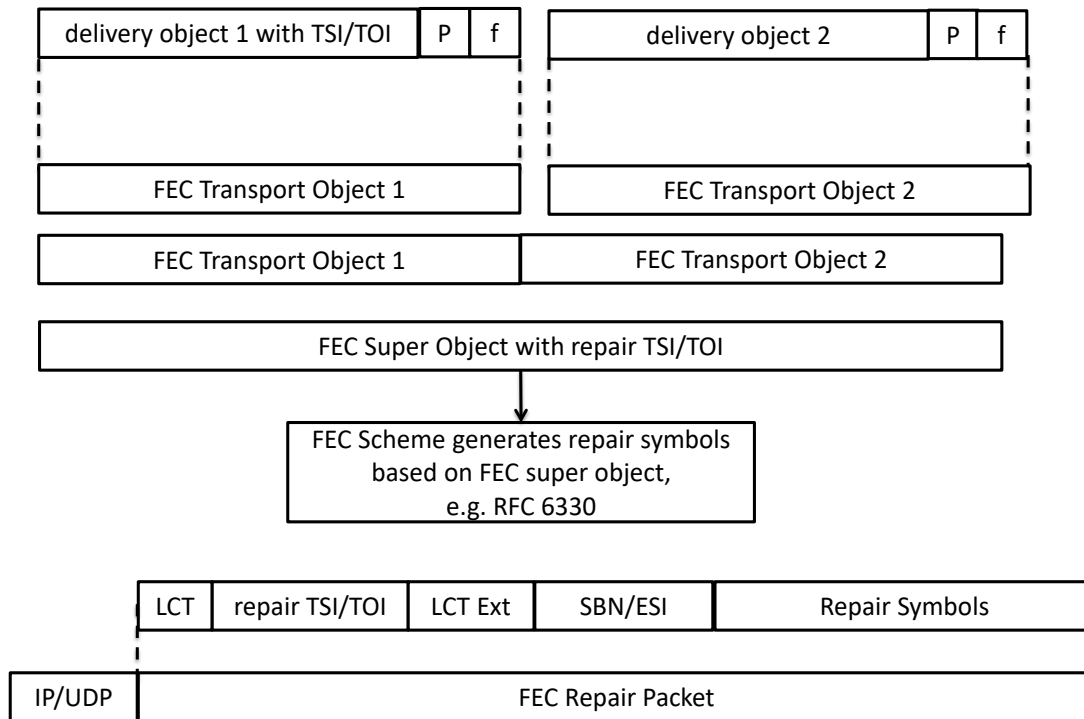 delivery object 1 with TSI/TOI P f
delivery object 2 P f
FEC Transport Object 1
FEC Transport Object 2
FEC Transport Object 1
FEC Transport Object 2
FEC Super Object with repair TSI/TOI
FEC Scheme generates repair symbols
based on FEC super object,
e.g. RFC 6330
LCT
repair TSI/TOI
LCT Ext
SBN/ESI
Repair Symbols
IP/UDP
FEC Repair Packet